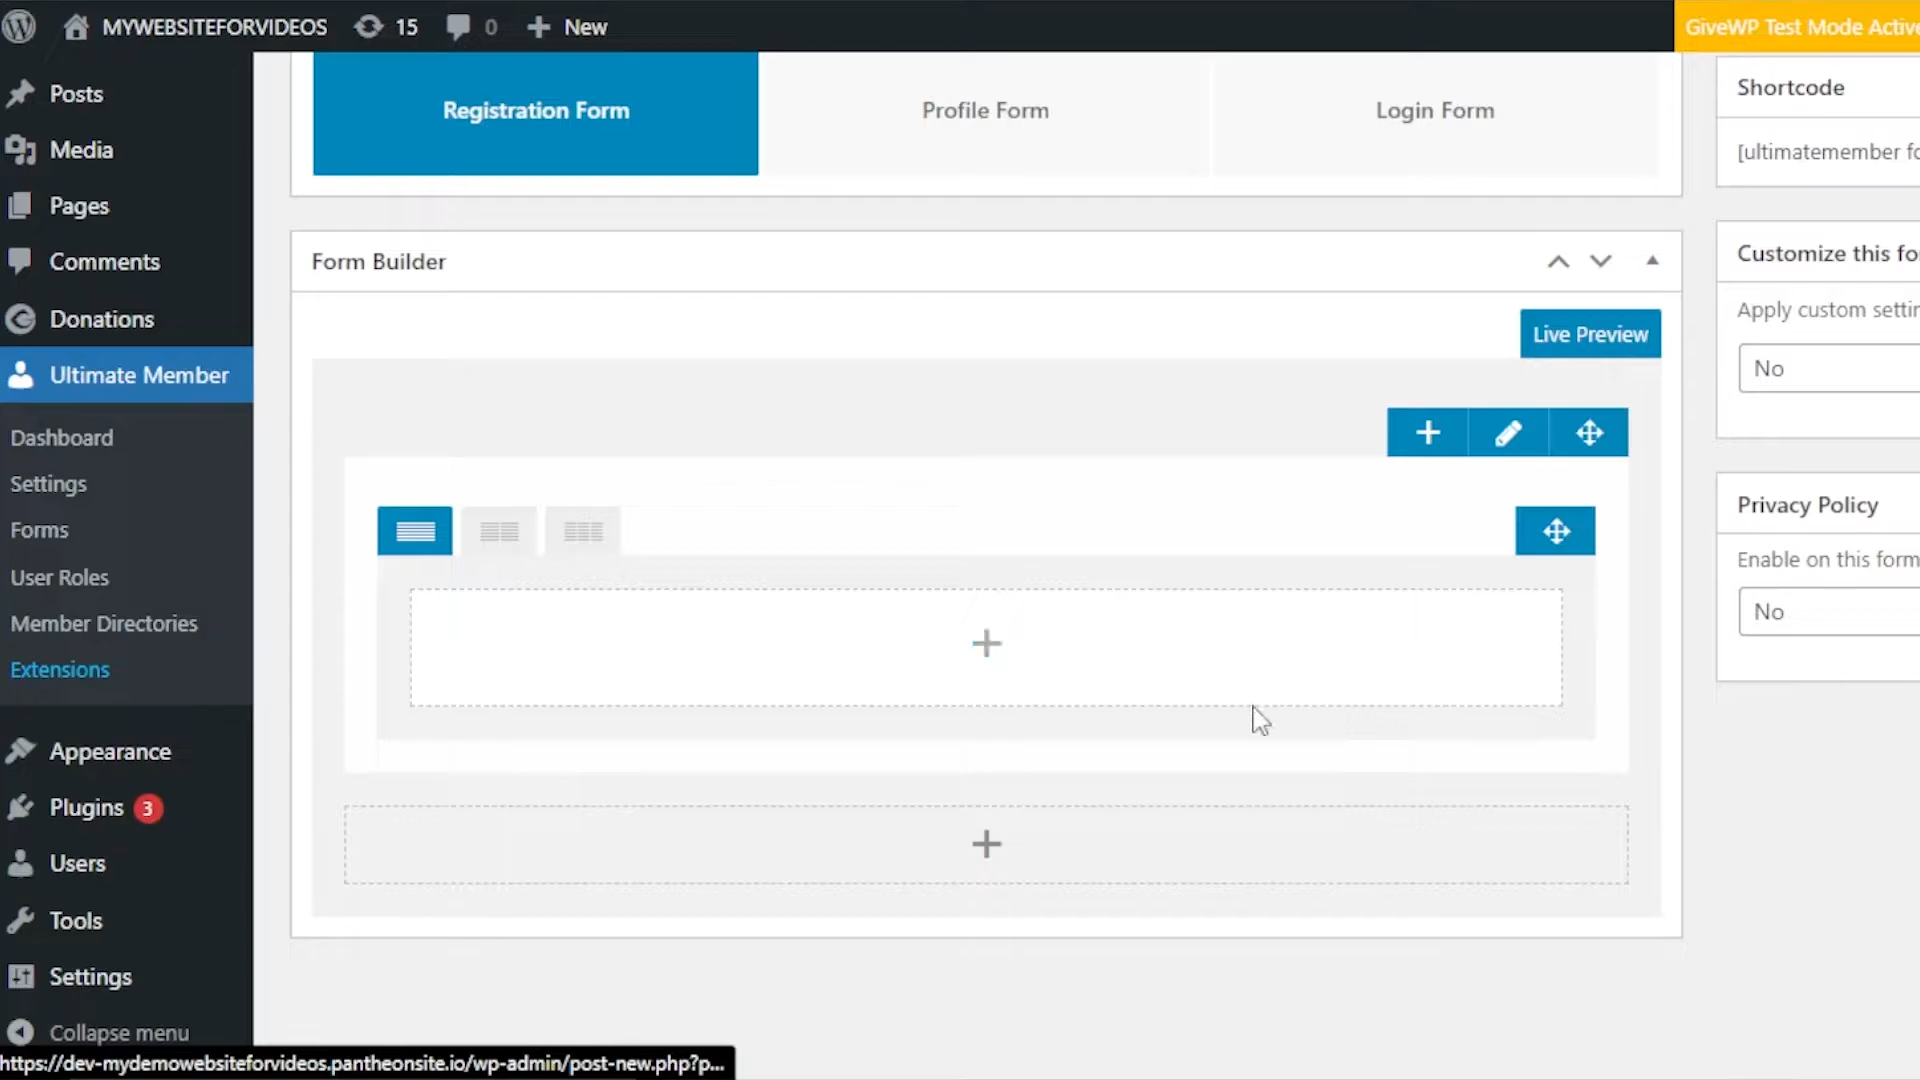 MYWEBSITEFORVIDEOS 15 0 New
GiveWP Test Mode Active
Posts
Media
Pages
Comments
Donations
Ultimate Member
Dashboard
Settings
Forms
User Roles
Member Directories
Extensions
Appearance
Plugins 3
Users
Tools
Settings
Collapse menu
Registration Form
Profile Form
Login Form
Form Builder
Live Preview
Shortcode
[ultimatemember fo
Customize this fo
Apply custom settin
No
Privacy Policy
Enable on this form
No
https://dev-mydemowebsiteforvideos.pantheonsite.io/wp-admin/post-new.php?p...